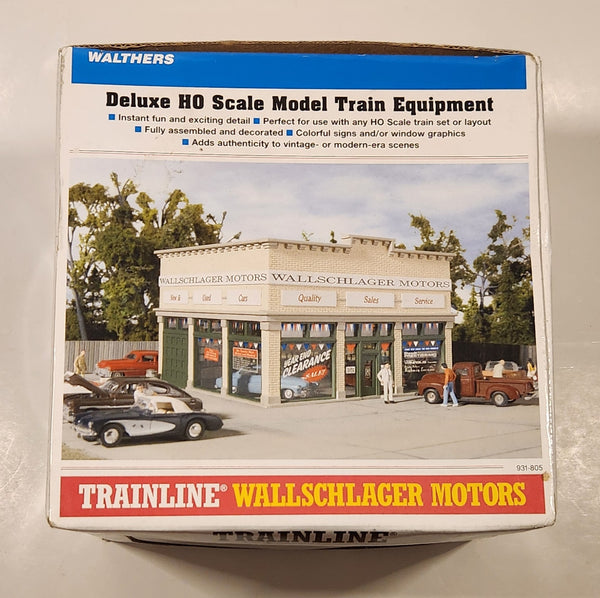 WALTHERS
Deluxe HO Scale Model Train Equipment
■ Instant fun and exciting detail ■ Perfect for use with any HO Scale train set or layout
■ Fully assembled and decorated ■ Colorful signs and/or window graphics
■ Adds authenticity to vintage- or modern-era scenes
WALLSCHLAGER MOTORS WALLSCHLAGER MOTORS
New & Used Cars Quality Sales Service
YEAR END
CLEARANCE
SALE!
931-805
TRAINLINE® WALLSCHLAGER MOTORS
TRAINLINE®